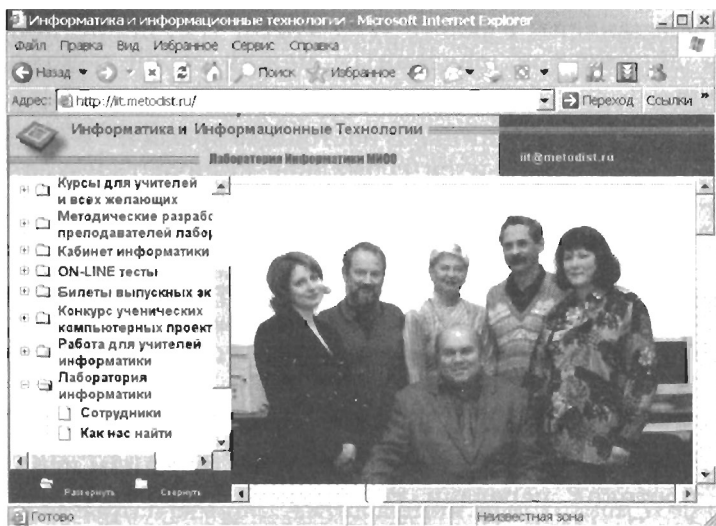 Информатика и информационные технологии - Microsoft Internet Explorer
Файл Правка Вид Избранное Сервис Справка
Назад Поиск Избранное
Адрес: http://iit.metodist.ru/ Переход Ссылки »
Информатика и Информационные Технологии
Лаборатория Информатики МИОО
iit@metodist.ru
Курсы для учителей
и всех желающих
Методические разрабс
преподавателей лабор
Кабинет информатики
ON-LINE тесты
Билеты выпускных эк
Конкурс ученических
компьютерных проект
Работа для учителей
информатики
Лаборатория
информатики
Сотрудники
Как нас найти
Развернуть Свернуть
Готово Неизвестная зона